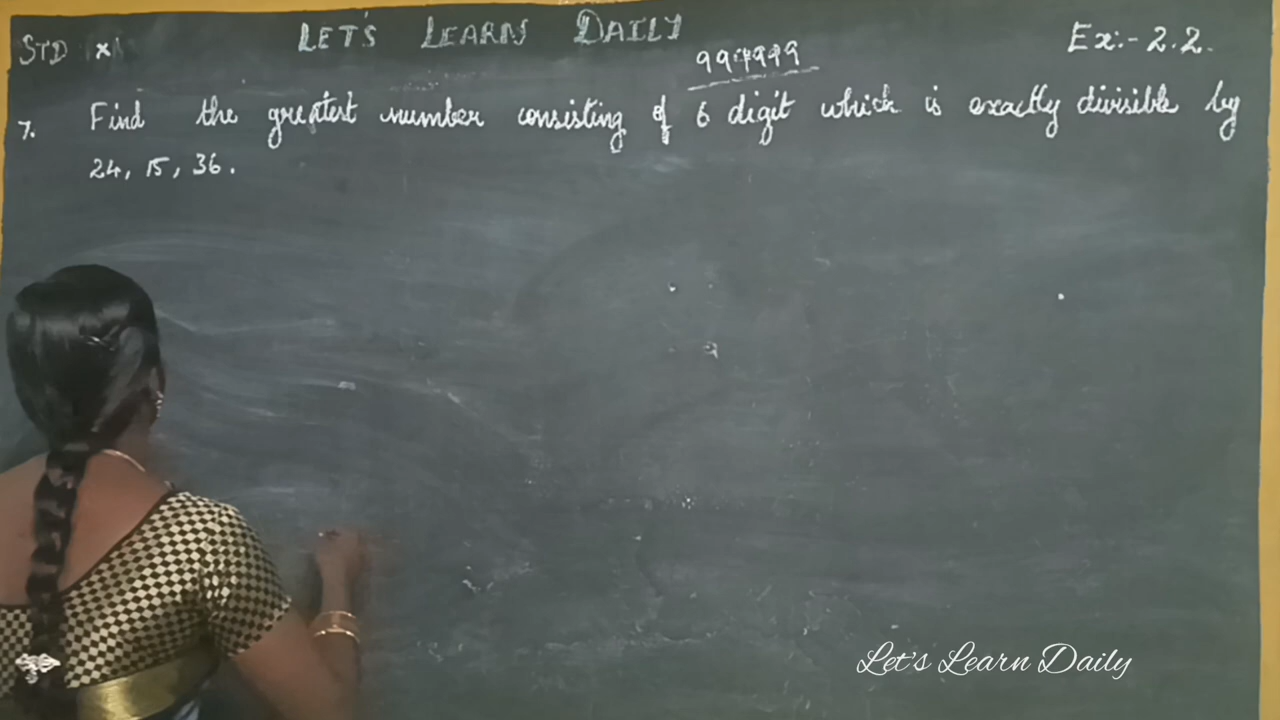 LET'S LEARN DAILY
STD X
Ex:- 2.2.
999999
7. Find the greatest number consisting of 6 digit which is exactly divisible by
24, 15, 36.
Let's Learn Daily